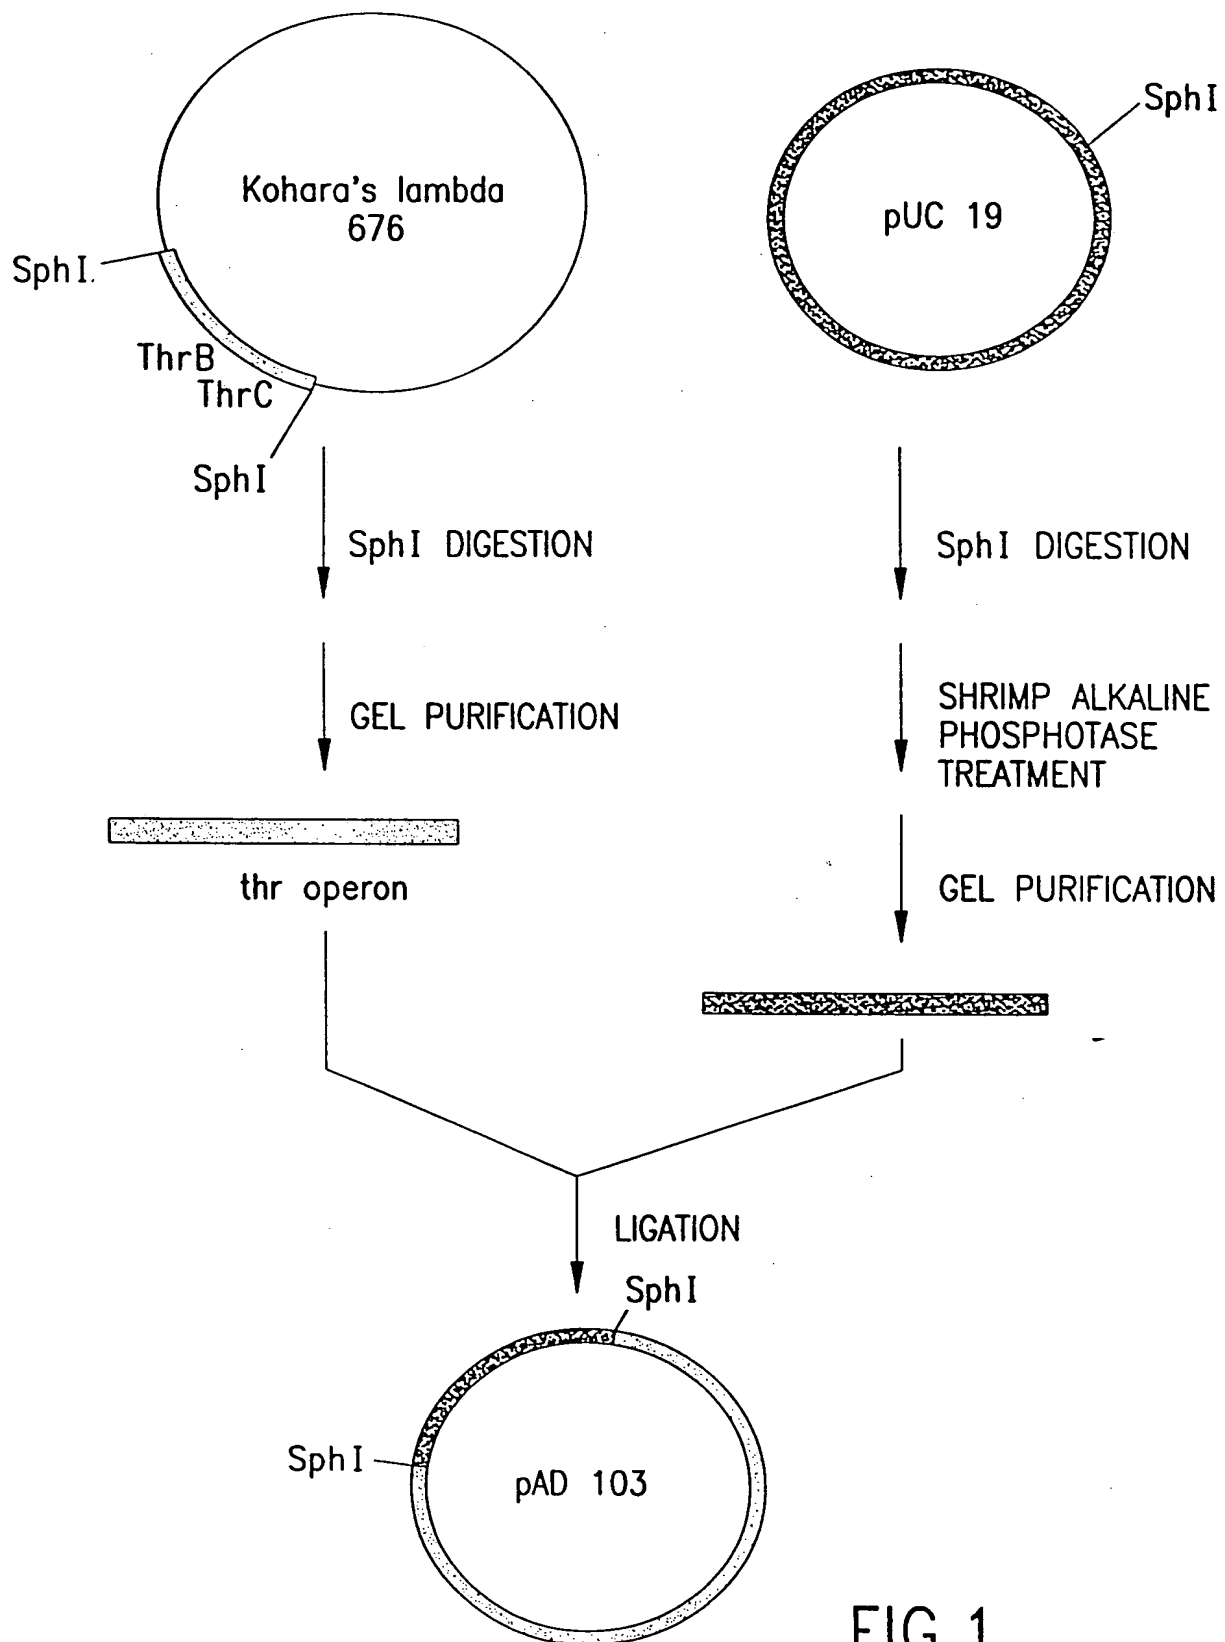 Kohara's lambda
676
SphI.
ThrB
ThrC
SphI
SphI
pUC 19
SphI DIGESTION
SphI DIGESTION
GEL PURIFICATION
SHRIMP ALKALINE
PHOSPHOTASE
TREATMENT
thr operon
GEL PURIFICATION
LIGATION
SphI
SphI
pAD 103
FIG.1